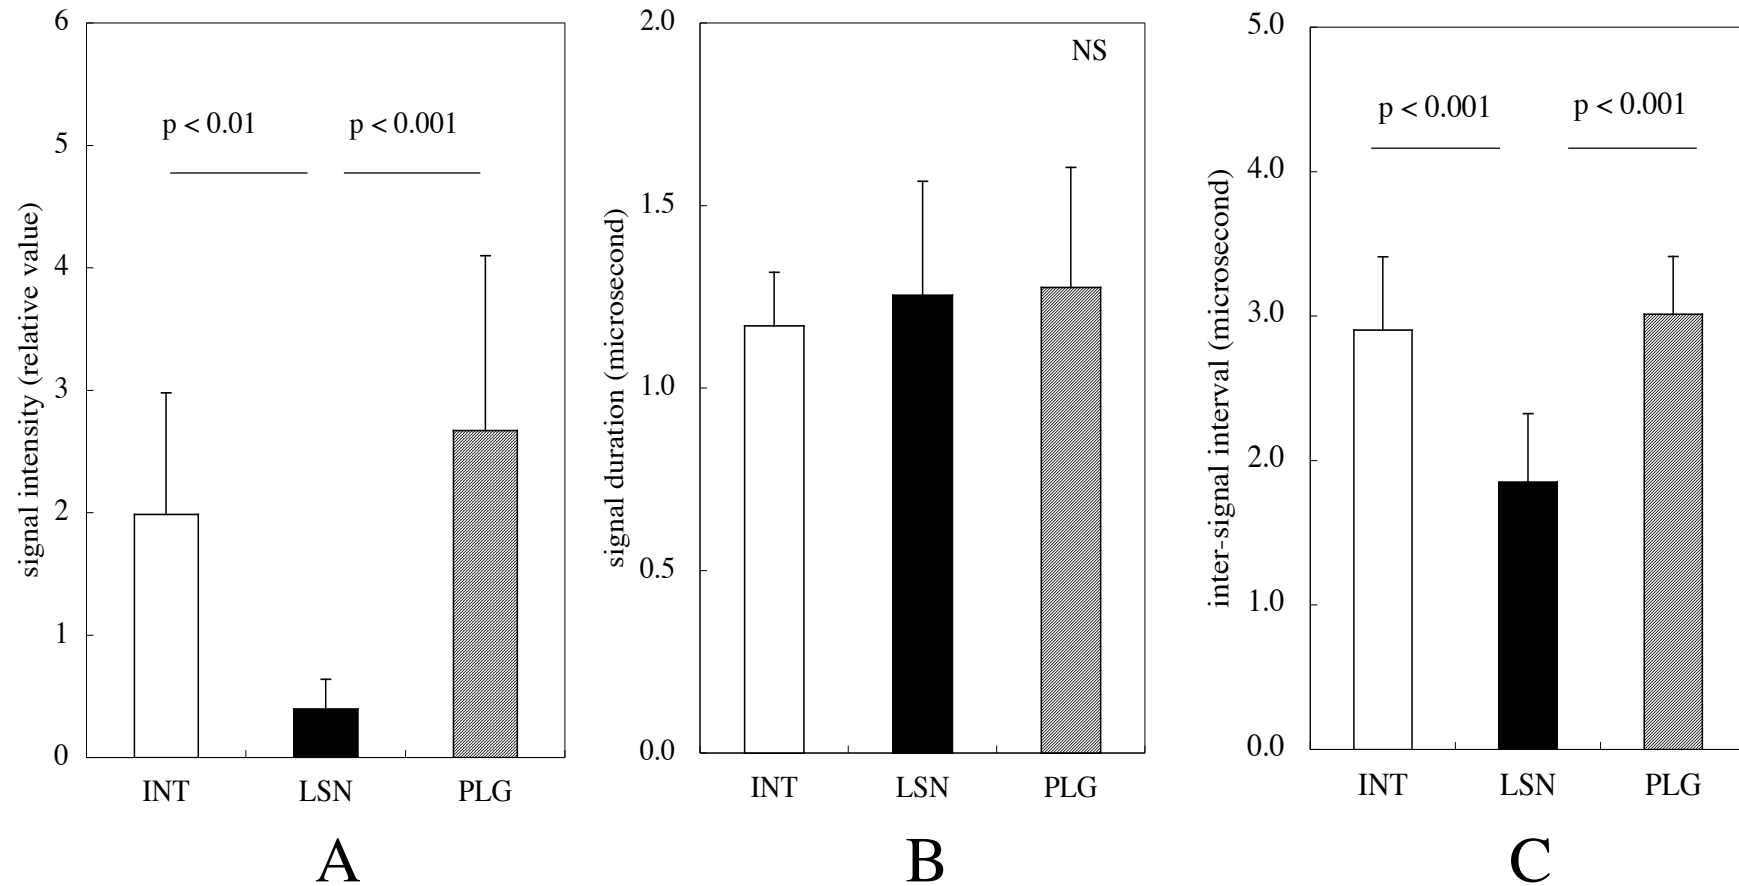 signal intensity (relative value)
6
5
4
3
2
1
0
p < 0.01
p < 0.001
INT
LSN
PLG
A
signal duration (microsecond)
2.0
1.5
1.0
0.5
0.0
NS
INT
LSN
PLG
B
inter-signal interval (microsecond)
5.0
4.0
3.0
2.0
1.0
0.0
p < 0.001
p < 0.001
INT
LSN
PLG
C